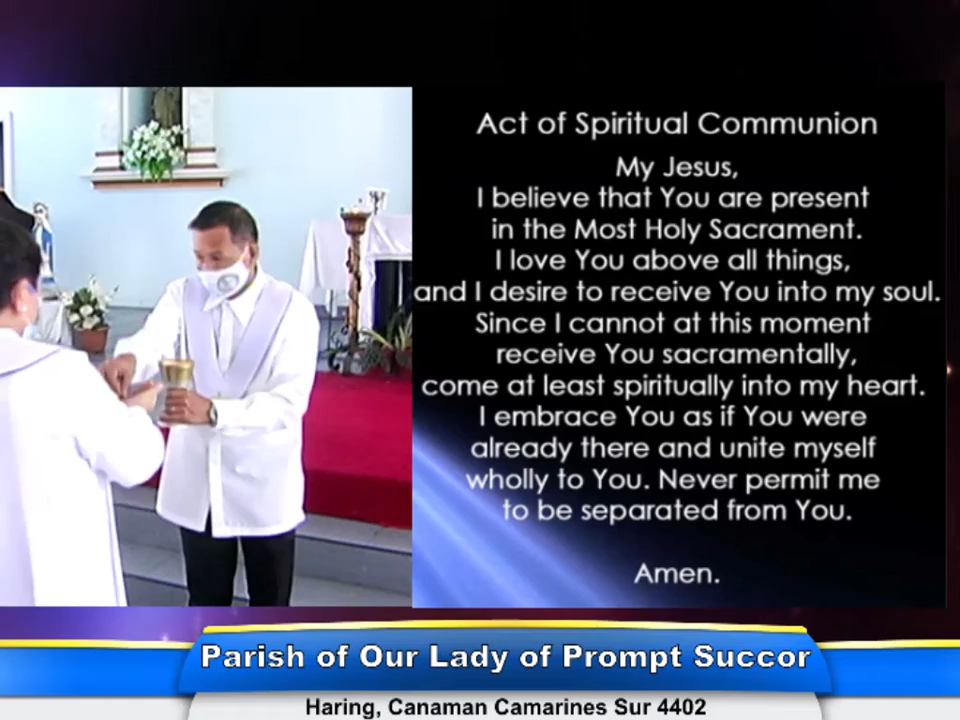 Act of Spiritual Communion
My Jesus,
I believe that You are present
in the Most Holy Sacrament.
I love You above all things,
and I desire to receive You into my soul.
Since I cannot at this moment
receive You sacramentally,
come at least spiritually into my heart.
I embrace You as if You were
already there and unite myself
wholly to You. Never permit me
to be separated from You.
Amen.
Parish of Our Lady of Prompt Succor
Haring, Canaman Camarines Sur 4402